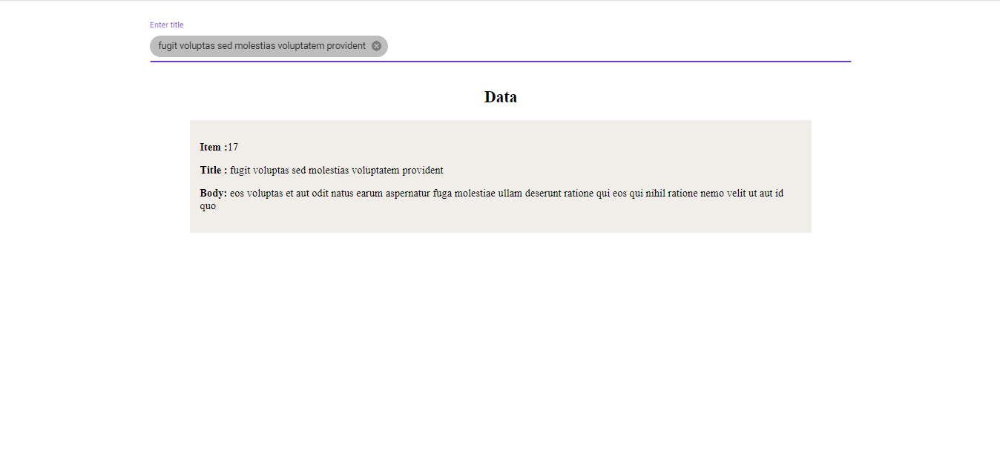 Enter title
fugit voluptas sed molestias voluptatem provident
Data
Item :17
Title : fugit voluptas sed molestias voluptatem provident
Body: eos voluptas et aut odit natus earum aspernatur fuga molestiae ullam deserunt ratione qui eos qui nihil ratione nemo velit ut aut id
quo